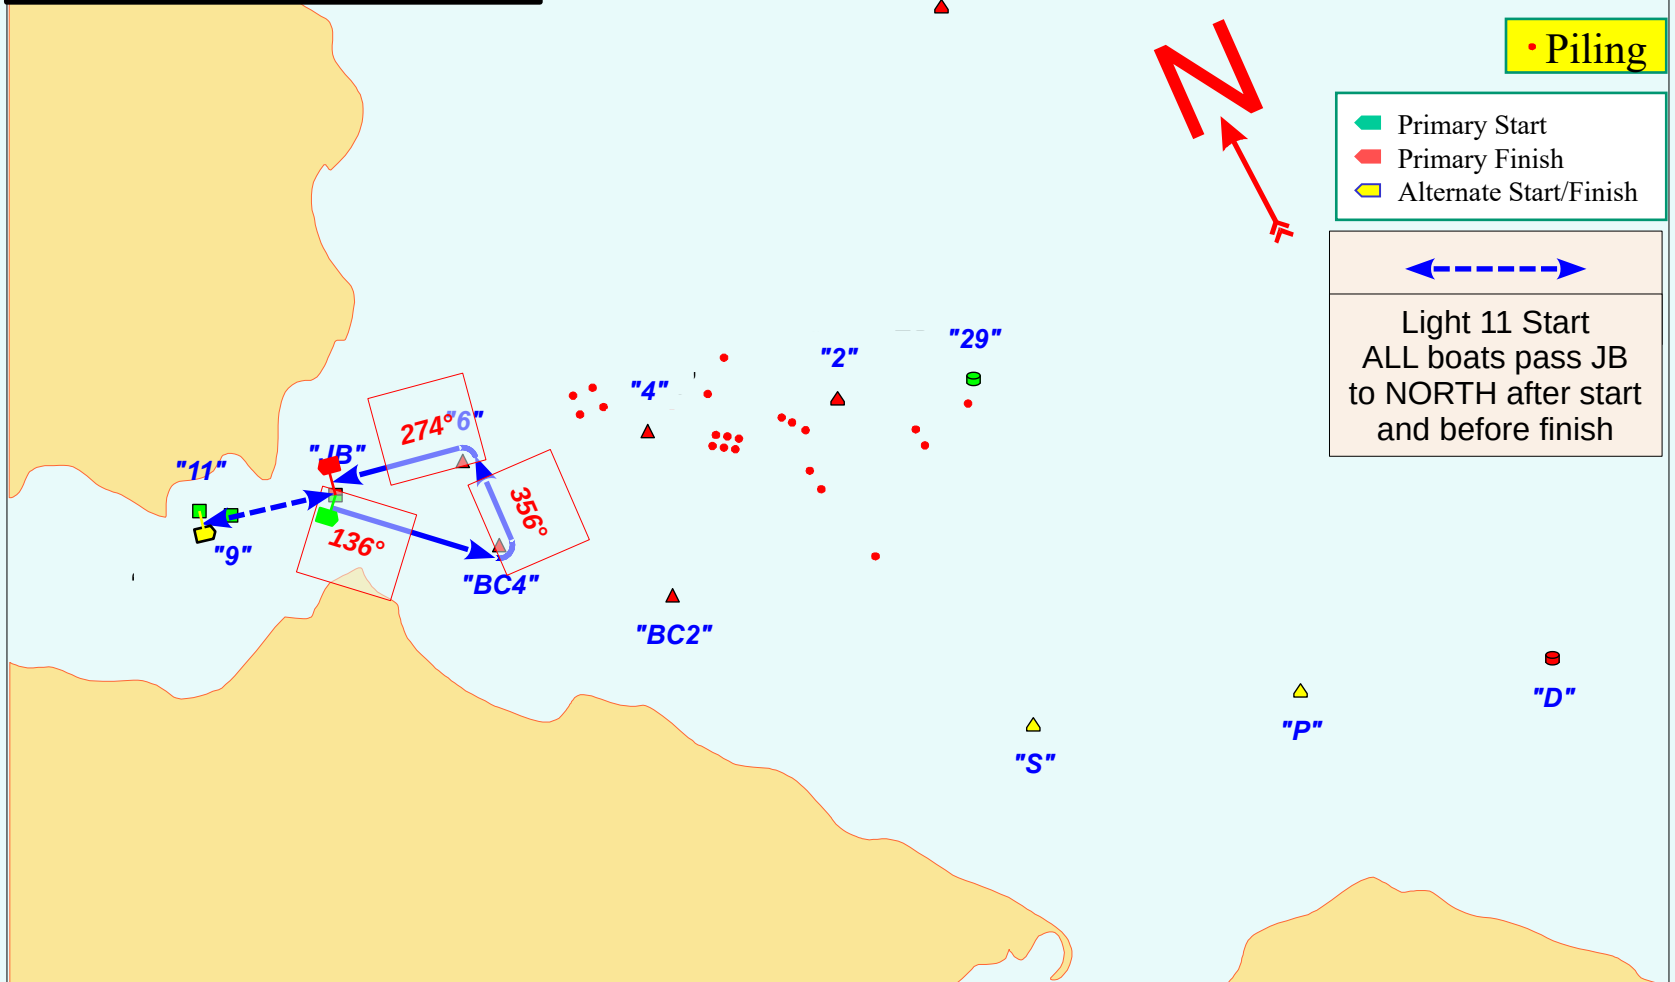 N
Piling
Primary Start
Primary Finish
Alternate Start/Finish
Light 11 Start
ALL boats pass JB
to NORTH after start
and before finish
"29"
"2"
"4"
"6"
274°
"JB"
"11"
356°
136°
"9"
"BC4"
"BC2"
"D"
"P"
"S"